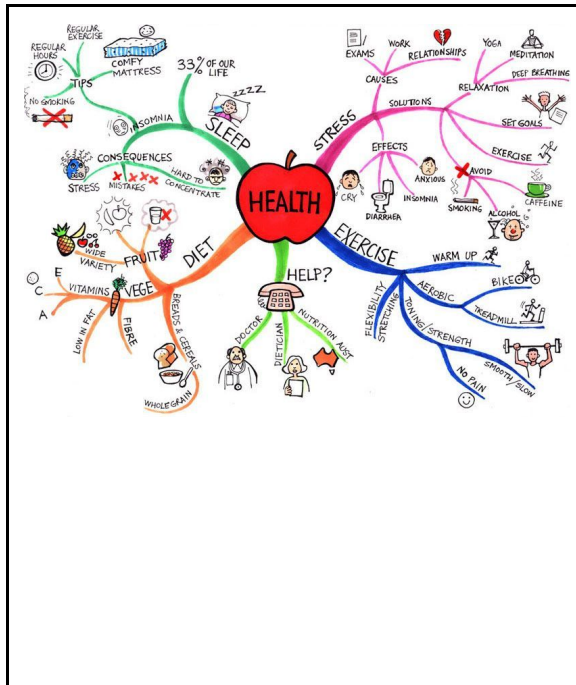 REGULAR
EXERCISE
REGULAR
HOURS
COMFY
MATTRESS
TIPS
NO SMOKING
33% OF OUR
LIFE
ZZZZ
INSOMNIA
SLEEP
CONSEQUENCES
STRESS
MISTAKES
HARD TO
CONCENTRATE
EXAMS
WORK
RELATIONSHIPS
CAUSES
YOGA
MEDITATION
DEEP BREATHING
RELAXATION
STRESS
SOLUTIONS
SET GOALS
EXERCISE
AVOID
SMOKING
ALCOHOL
CAFFEINE
EFFECTS
CRY
DIARRHEA
INSOMNIA
ANXIOUS
HEALTH
DIET
FRUIT
WIDE
VARIETY
VEGE
VITAMINS
E
C
A
LOW IN FAT
FIBRE
BREADS & CEREALS
WHOLEGRAIN
HELP?
DOCTOR
DIETICIAN
NUTRITION AUST
EXERCISE
WARM UP
AEROBIC
BIKE
TREADMILL
FLEXIBILITY
STRETCHING
TONING/STRENGTH
SMOOTH/SLOW
NO PAIN